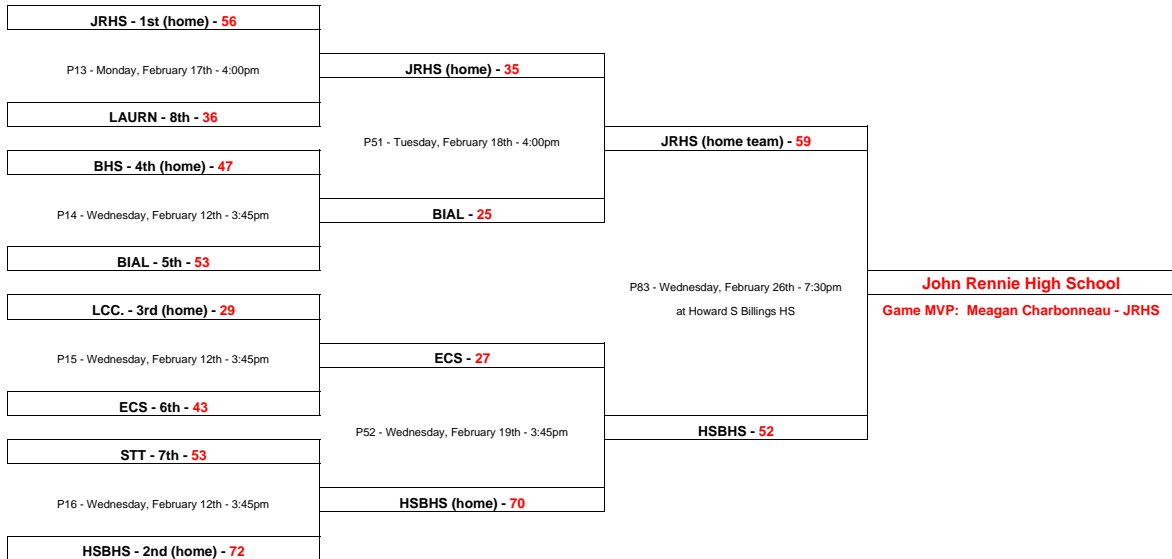 JRHS - 1st (home) - 56
P13 - Monday, February 17th - 4:00pm
LAURN - 8th - 36
BHS - 4th (home) - 47
P14 - Wednesday, February 12th - 3:45pm
BIAL - 5th - 53
LCC. - 3rd (home) - 29
P15 - Wednesday, February 12th - 3:45pm
ECS - 6th - 43
STT - 7th - 53
P16 - Wednesday, February 12th - 3:45pm
HSBHS - 2nd (home) - 72
JRHS (home) - 35
P51 - Tuesday, February 18th - 4:00pm
BIAL - 25
ECS - 27
P52 - Wednesday, February 19th - 3:45pm
HSBHS (home) - 70
JRHS (home team) - 59
P83 - Wednesday, February 26th - 7:30pm
at Howard S Billings HS
HSBHS - 52
John Rennie High School
Game MVP: Meagan Charbonneau - JRHS